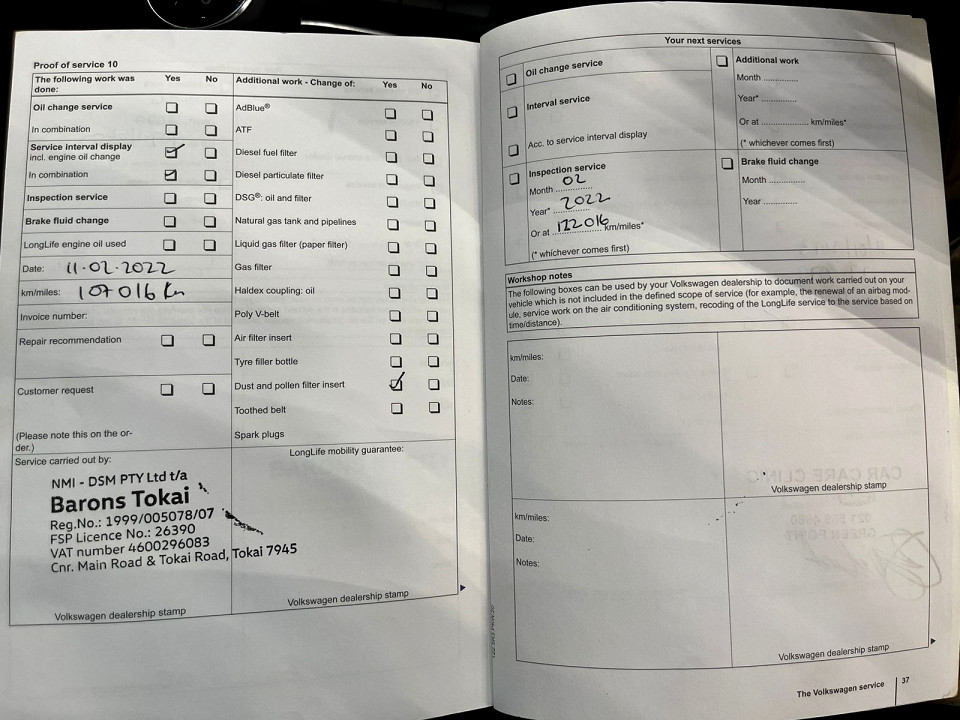 Proof of service 10
The following work was done: Yes No
Oil change service
In combination
Service interval display
incl. engine oil change
In combination
Inspection service
Brake fluid change
LongLife engine oil used
Date: 11-02-2022
km/miles: 107016 km
Invoice number:
Repair recommendation
Customer request
(Please note this on the or-
der.)
Service carried out by:
NMI - DSM PTY Ltd t/a
Barons Tokai
Reg.No.: 1999/005078/07
FSP Licence No.: 26390
VAT number 4600296083
Cnr. Main Road & Tokai Road, Tokai 7945
Volkswagen dealership stamp
Additional work - Change of: Yes No
AdBlue®
ATF
Diesel fuel filter
Diesel particulate filter
DSG®: oil and filter
Natural gas tank and pipelines
Liquid gas filter (paper filter)
Gas filter
Haldex coupling: oil
Poly V-belt
Air filter insert
Tyre filler bottle
Dust and pollen filter insert
Toothed belt
Spark plugs
LongLife mobility guarantee:
Volkswagen dealership stamp
Your next services
Oil change service
Interval service
Acc. to service interval display
Inspection service
Month 02
Year* 2022
Or at 122016 km/miles*
(* whichever comes first)
Additional work
Month ............
Year* ............
Or at ................ km/miles*
(* whichever comes first)
Brake fluid change
Month ............
Year ............
Workshop notes
The following boxes can be used by your Volkswagen dealership to document work carried out on your
vehicle which is not included in the defined scope of service (for example, the renewal of an airbag mod-
ule, service work on the air conditioning system, recoding of the LongLife service to the service based on
time/distance).
km/miles:
Date:
Notes:
Volkswagen dealership stamp
km/miles:
Date:
Notes:
Volkswagen dealership stamp
The Volkswagen service 37